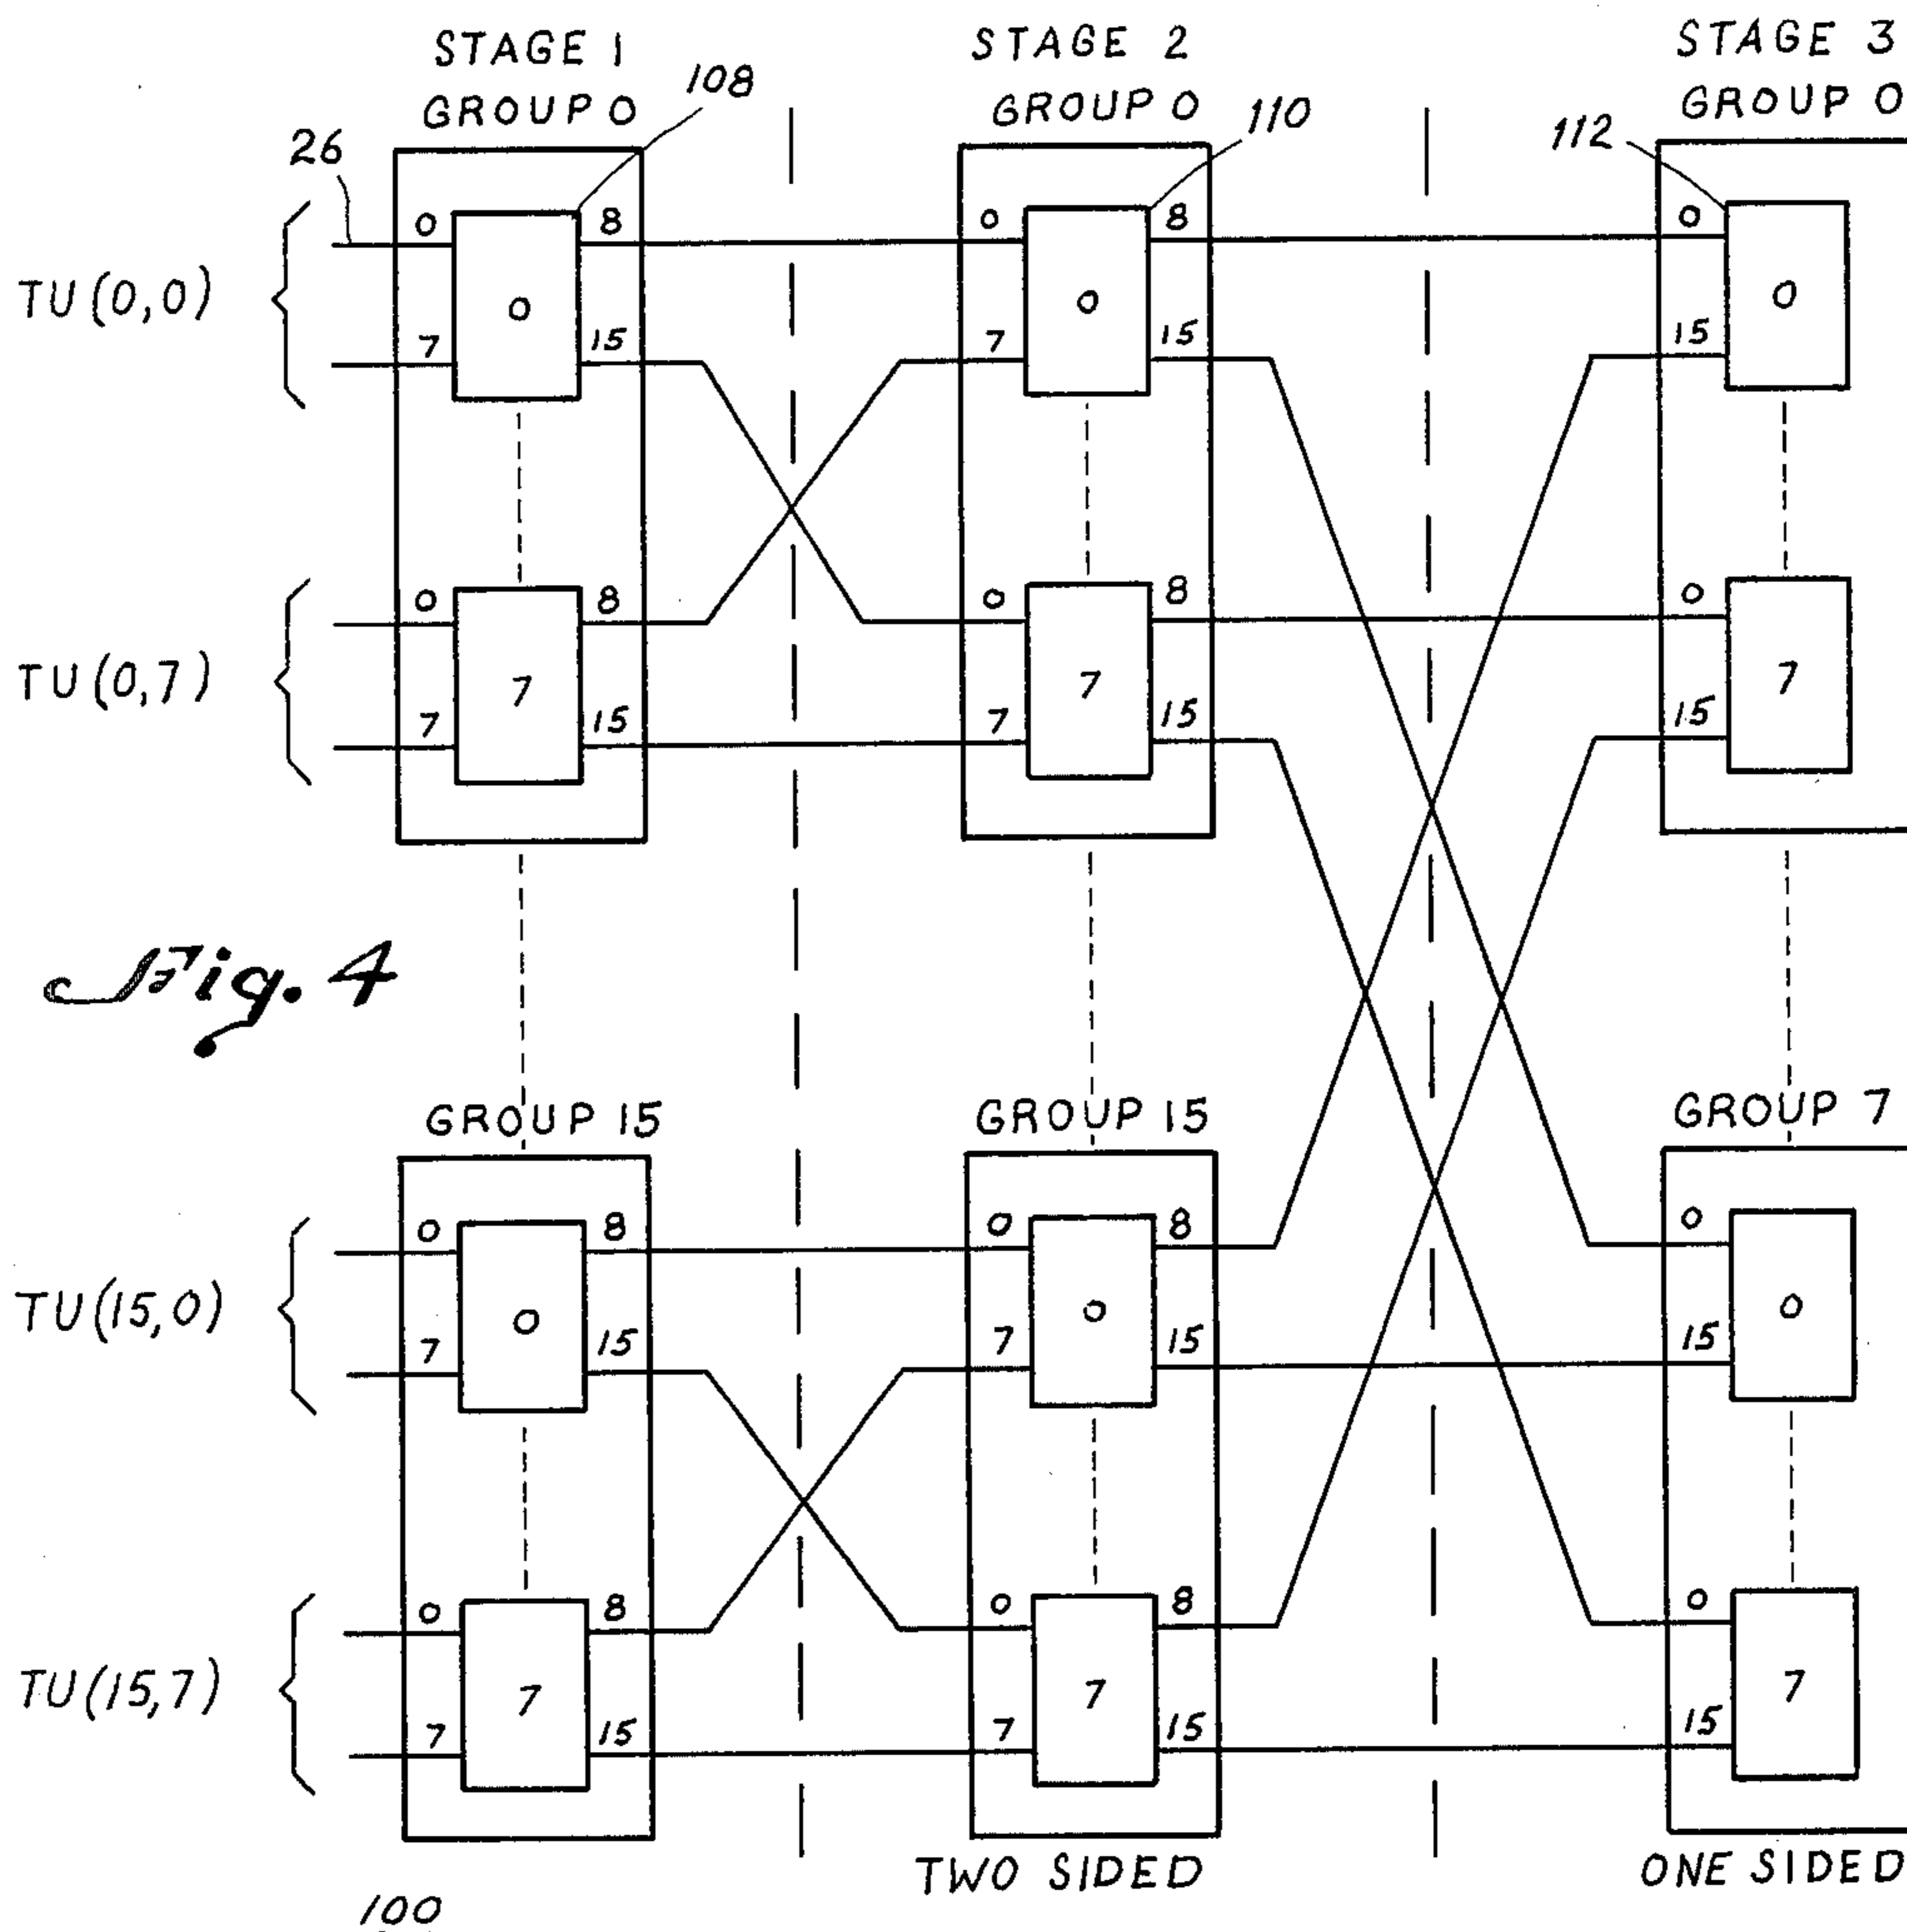 STAGE 1 STAGE 2 STAGE 3
GROUP 0 108 GROUP 0 110 GROUP 0
26 112
0 8 0 8 0
TU(0,0) 0 0 0
7 15 7 15 15
0 8 0 8 0
TU(0,7) 7 7 7
7 15 7 15 15
Fig. 4
GROUP 15 GROUP 15 GROUP 7
0 8 0 8 0
TU(15,0) 0 0 0
7 15 7 15 15
0 8 0 8 0
TU(15,7) 7 7 7
7 15 7 15 15
TWO SIDED ONE SIDED
100